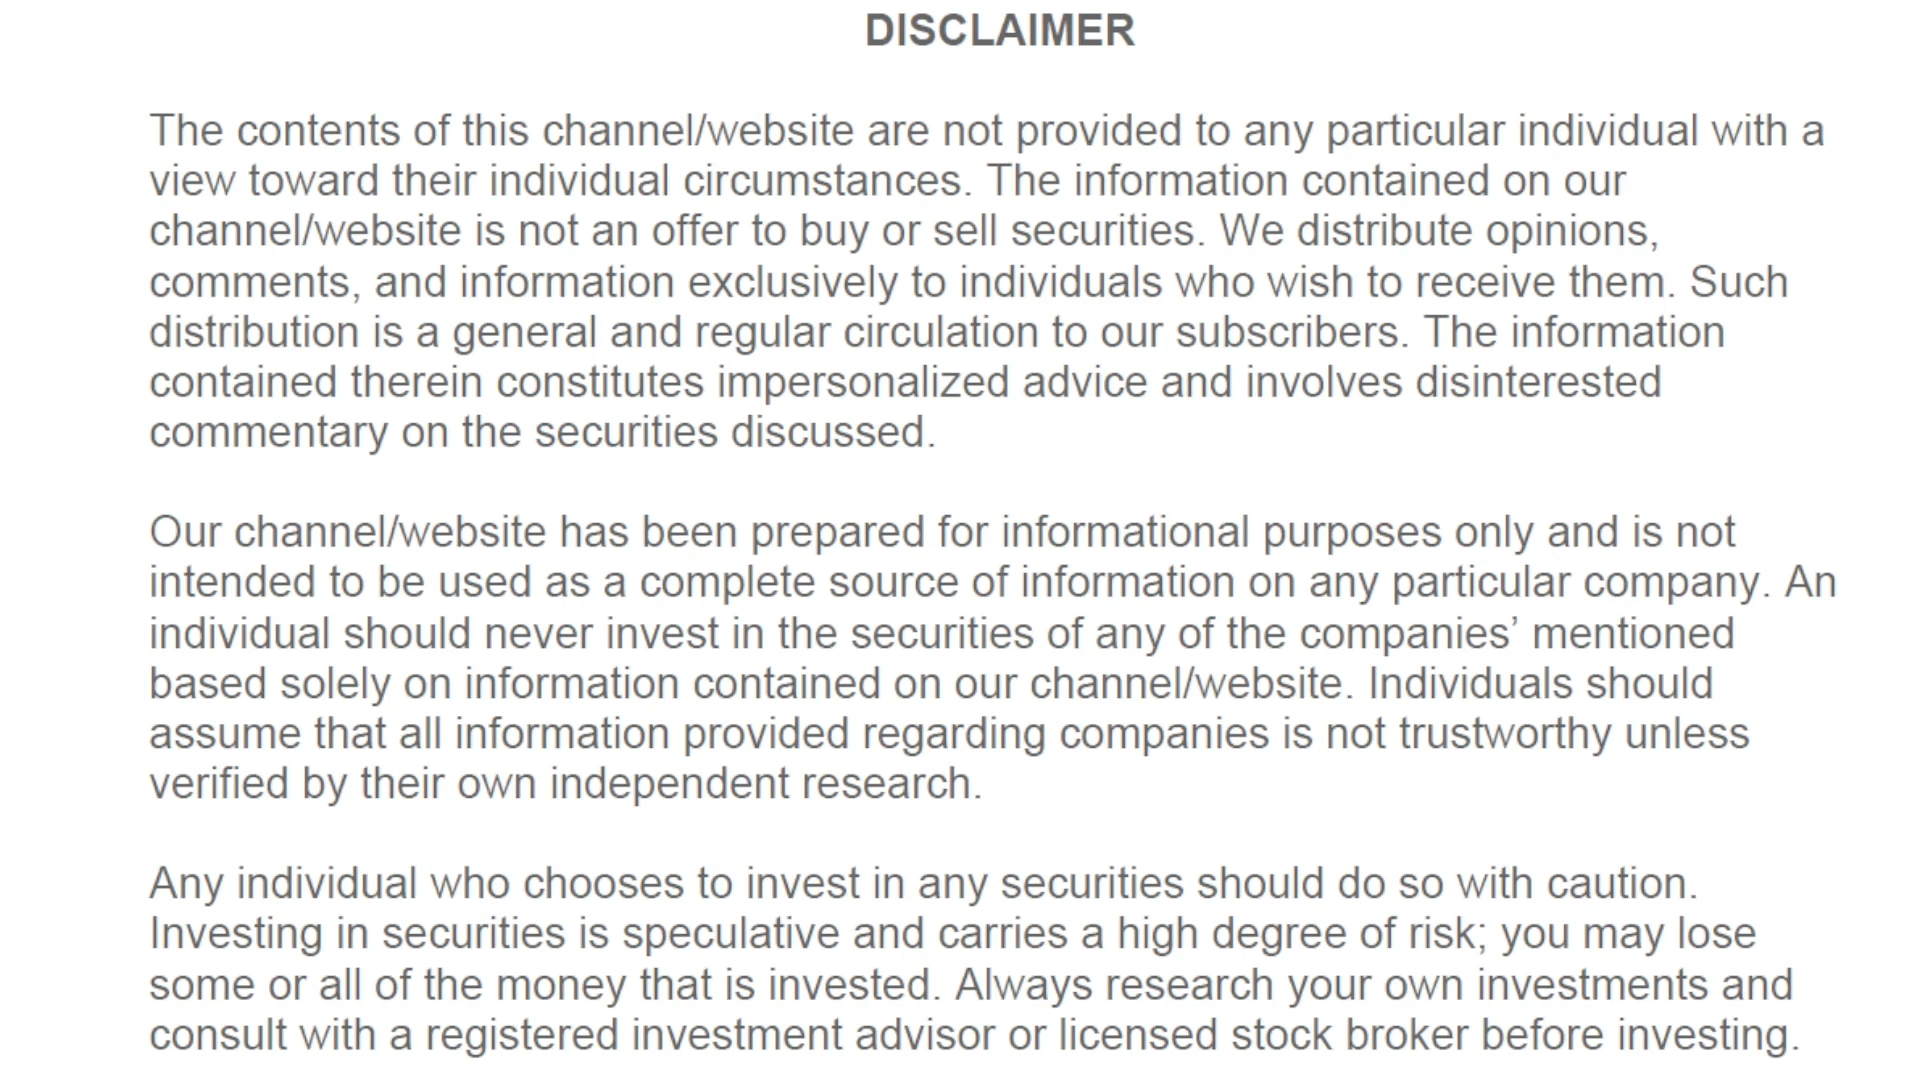 DISCLAIMER
The contents of this channel/website are not provided to any particular individual with a
view toward their individual circumstances. The information contained on our
channel/website is not an offer to buy or sell securities. We distribute opinions,
comments, and information exclusively to individuals who wish to receive them. Such
distribution is a general and regular circulation to our subscribers. The information
contained therein constitutes impersonalized advice and involves disinterested
commentary on the securities discussed.
Our channel/website has been prepared for informational purposes only and is not
intended to be used as a complete source of information on any particular company. An
individual should never invest in the securities of any of the companies’ mentioned
based solely on information contained on our channel/website. Individuals should
assume that all information provided regarding companies is not trustworthy unless
verified by their own independent research.
Any individual who chooses to invest in any securities should do so with caution.
Investing in securities is speculative and carries a high degree of risk; you may lose
some or all of the money that is invested. Always research your own investments and
consult with a registered investment advisor or licensed stock broker before investing.